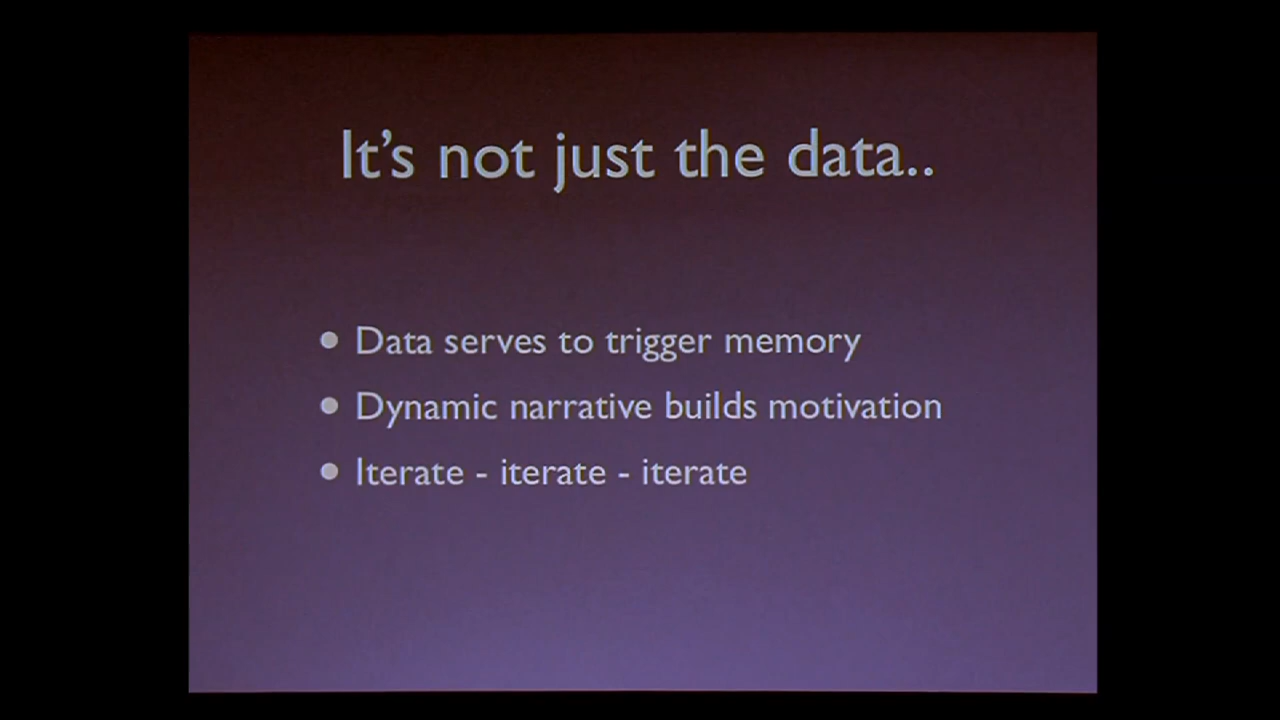 It's not just the data..
Data serves to trigger memory
Dynamic narrative builds motivation
Iterate - iterate - iterate